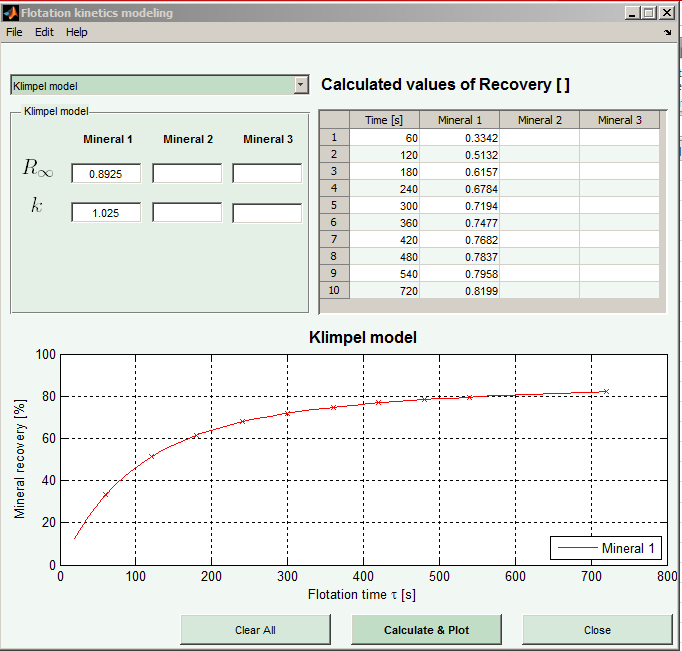 Flotation kinetics modeling
File Edit Help
Klimpel model
Calculated values of Recovery [ ]
Klimpel model
Mineral 1 Mineral 2 Mineral 3
R∞ 0.8925
k 1.025
Time [s] Mineral 1 Mineral 2 Mineral 3
1 60 0.3342
2 120 0.5132
3 180 0.6157
4 240 0.6784
5 300 0.7194
6 360 0.7477
7 420 0.7682
8 480 0.7837
9 540 0.7958
10 720 0.8199
Klimpel model
Mineral recovery [%]
100
80
60
40
20
0
0 100 200 300 400 500 600 700 800
Mineral 1
Flotation time τ [s]
Clear All Calculate & Plot Close